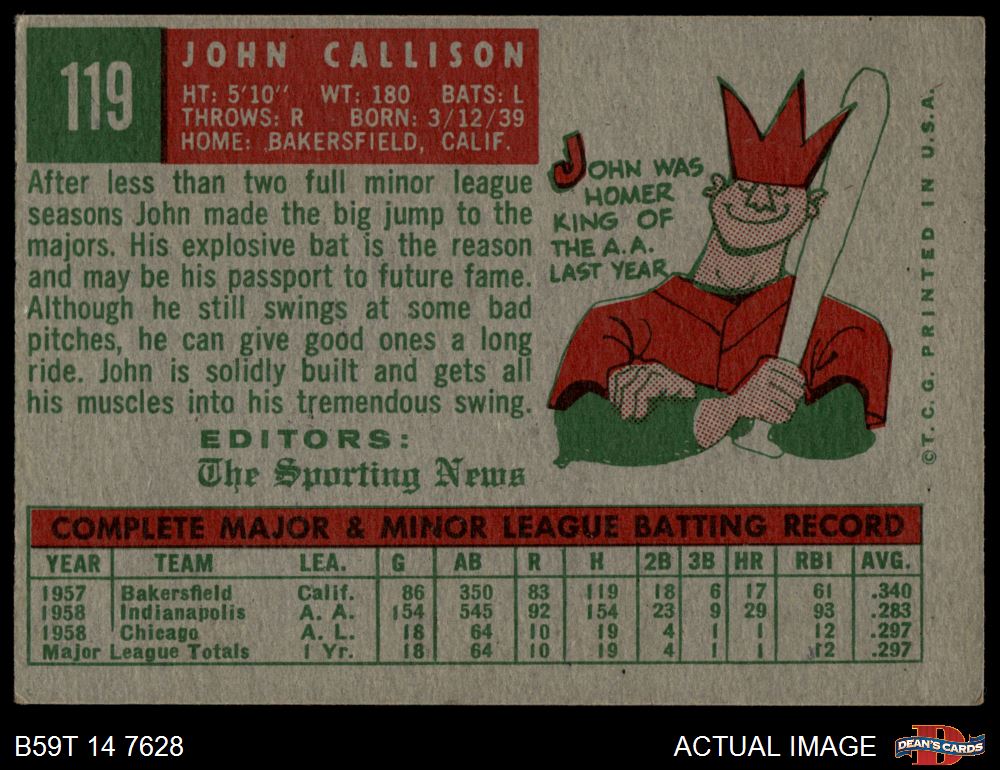 119
JOHN CALLISON
HT: 5'10" WT: 180 BATS: L
THROWS: R BORN: 3/12/39
HOME: BAKERSFIELD, CALIF.
After less than two full minor league
seasons John made the big jump to the
majors. His explosive bat is the reason
and may be his passport to future fame.
Although he still swings at some bad
pitches, he can give good ones a long
ride. John is solidly built and gets all
his muscles into his tremendous swing.
EDITORS:
The Sporting News
JOHN WAS
HOMER
KING OF
THE A.A.
LAST YEAR
©T. C. G. PRINTED IN U.S.A.
COMPLETE MAJOR & MINOR LEAGUE BATTING RECORD
YEAR TEAM LEA. G AB R H 2B 3B HR RBI AVG.
1957 Bakersfield Calif. 86 350 83 119 18 6 17 61 .340
1958 Indianapolis A. A. 154 545 92 154 23 9 29 93 .283
1958 Chicago A. L. 18 64 10 19 4 1 1 12 .297
Major League Totals 1 Yr. 18 64 10 19 4 1 1 12 .297
B59T 14 7628
ACTUAL IMAGE
DEAN'S CARDS